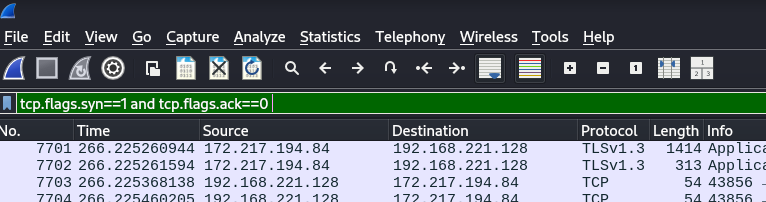 File Edit View Go Capture Analyze Statistics Telephony Wireless Tools Help
tcp.flags.syn==1 and tcp.flags.ack==0
No. Time Source Destination Protocol Length Info
7701 266.225260944 172.217.194.84 192.168.221.128 TLSv1.3 1414 Applica
7702 266.225261594 172.217.194.84 192.168.221.128 TLSv1.3 313 Applica
7703 266.225368138 192.168.221.128 172.217.194.84 TCP 54 43856 →
7704 266.225460205 192.168.221.128 172.217.194.84 TCP 54 43856 →